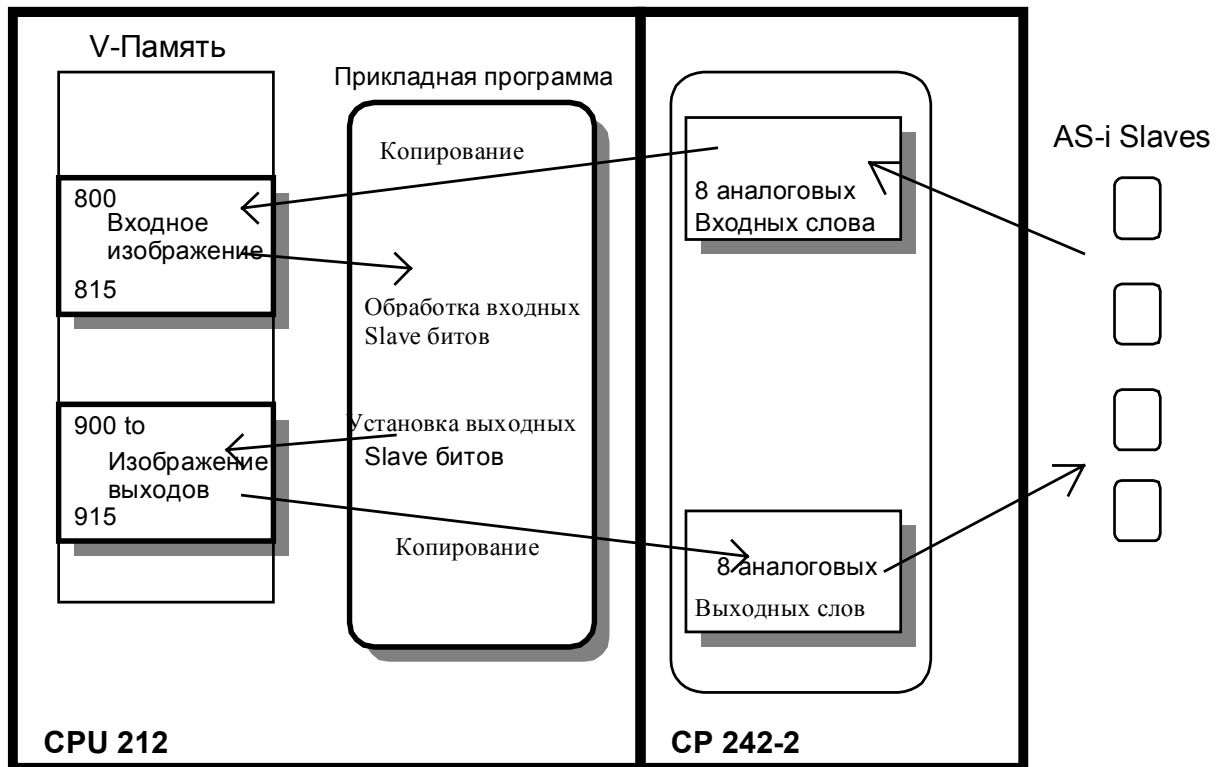 V-Память
Прикладная программа
AS-i Slaves
Копирование
800
Входное
изображение
815
8 аналоговых
Входных слова
Обработка входных
Slave битов
900 to
Изображение
выходов
915
Установка выходных
Slave битов
Копирование
8 аналоговых
Выходных слов
CPU 212
CP 242-2